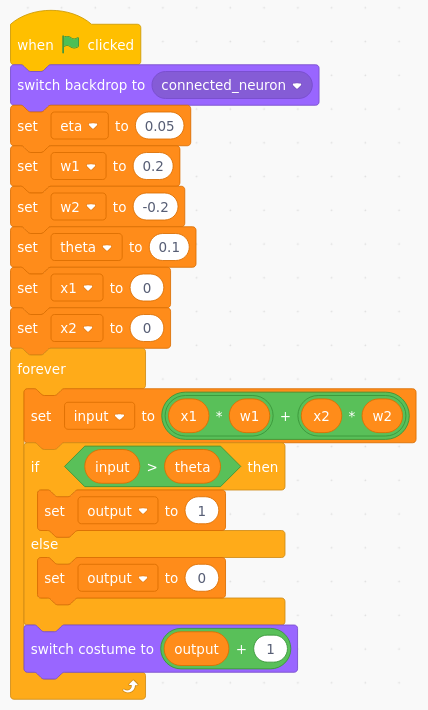 when clicked
switch backdrop to connected_neuron
set eta to 0.05
set w1 to 0.2
set w2 to -0.2
set theta to 0.1
set x1 to 0
set x2 to 0
forever
set input to x1 * w1 + x2 * w2
if input > theta then
set output to 1
else
set output to 0
switch costume to output + 1